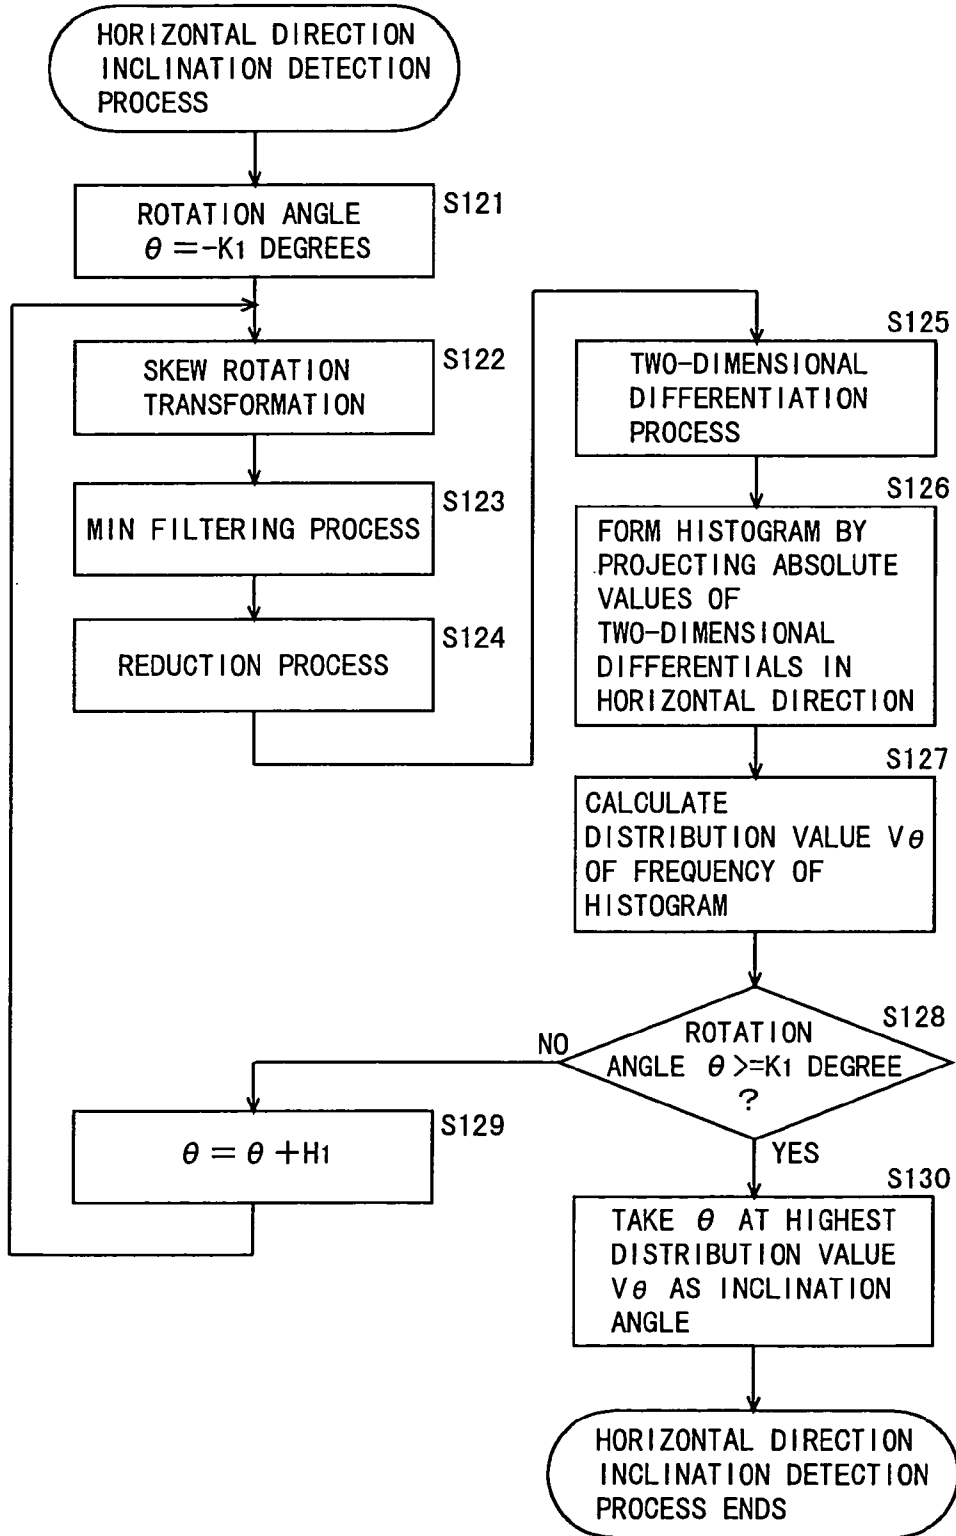 HORIZONTAL DIRECTION
INCLINATION DETECTION
PROCESS
S121
ROTATION ANGLE
θ =-K1 DEGREES
S122
SKEW ROTATION
TRANSFORMATION
S123
MIN FILTERING PROCESS
S124
REDUCTION PROCESS
S125
TWO-DIMENSIONAL
DIFFERENTIATION
PROCESS
S126
FORM HISTOGRAM BY
PROJECTING ABSOLUTE
VALUES OF
TWO-DIMENSIONAL
DIFFERENTIALS IN
HORIZONTAL DIRECTION
S127
CALCULATE
DISTRIBUTION VALUE Vθ
OF FREQUENCY OF
HISTOGRAM
S128
ROTATION
ANGLE θ >=K1 DEGREE
?
NO
YES
S129
θ = θ +H1
S130
TAKE θ AT HIGHEST
DISTRIBUTION VALUE
Vθ AS INCLINATION
ANGLE
HORIZONTAL DIRECTION
INCLINATION DETECTION
PROCESS ENDS